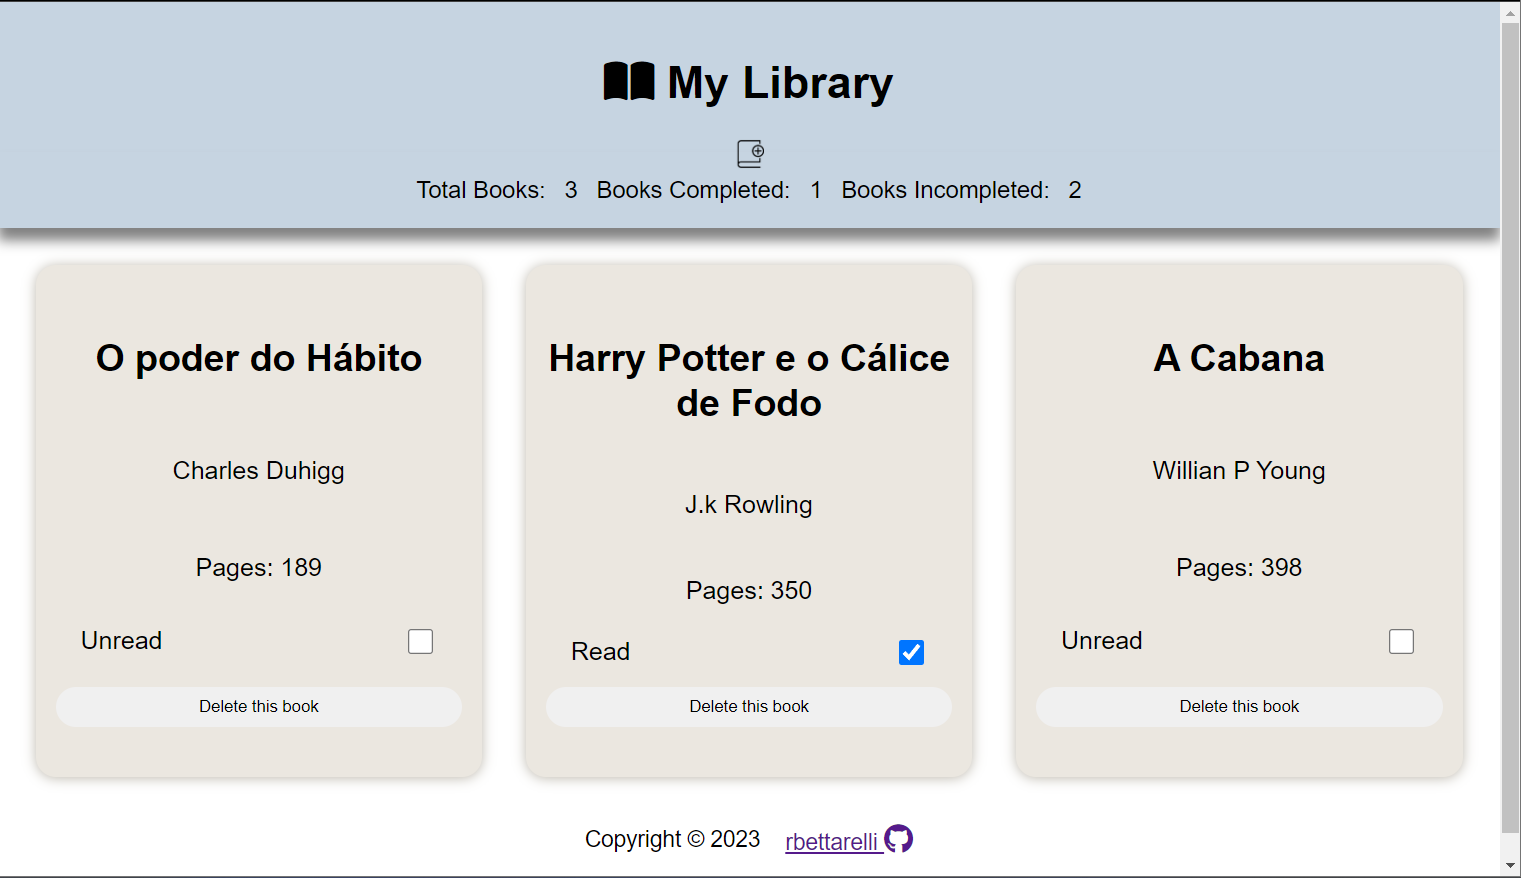 My Library
Total Books: 3 Books Completed: 1 Books Incompleted: 2
O poder do Hábito
Charles Duhigg
Pages: 189
Unread
Delete this book
Harry Potter e o Cálice
de Fodo
J.k Rowling
Pages: 350
Read
Delete this book
A Cabana
Willian P Young
Pages: 398
Unread
Delete this book
Copyright © 2023 rbettarelli